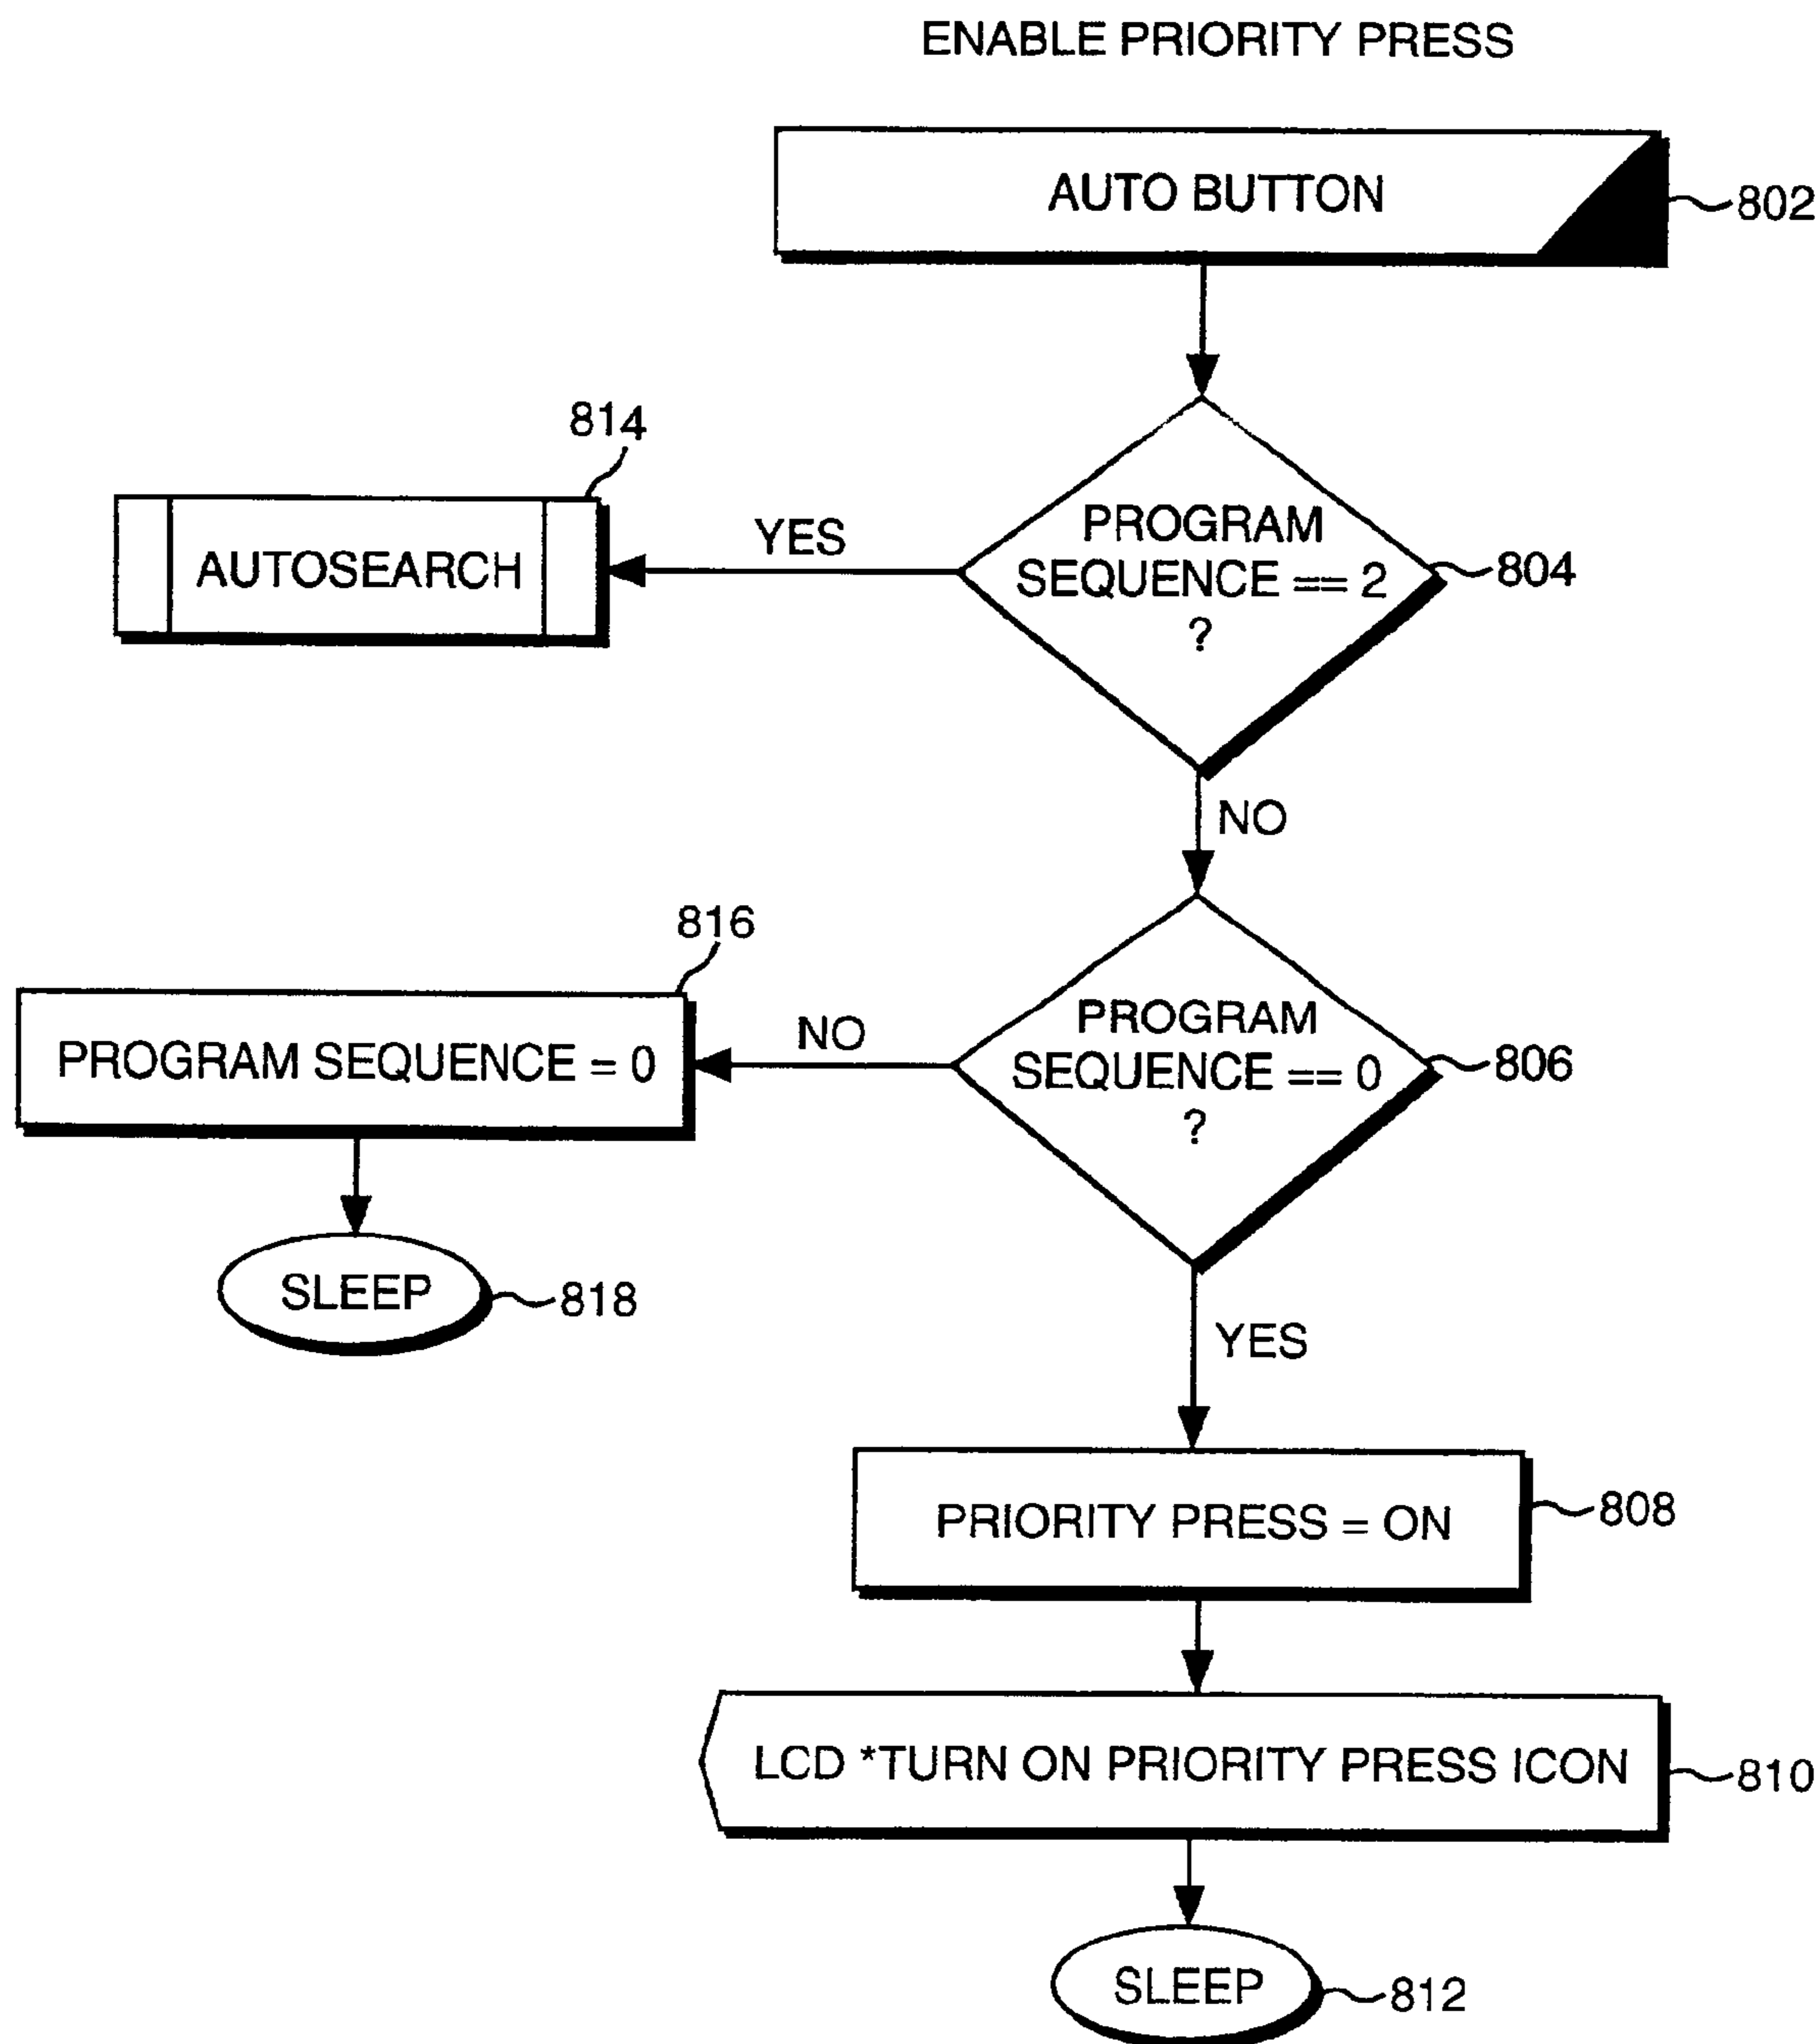 ENABLE PRIORITY PRESS
AUTO BUTTON
802
814
AUTOSEARCH
YES
PROGRAM
SEQUENCE == 2
?
804
NO
816
PROGRAM SEQUENCE = 0
NO
PROGRAM
SEQUENCE == 0
?
806
SLEEP
818
YES
PRIORITY PRESS = ON
808
LCD *TURN ON PRIORITY PRESS ICON
810
SLEEP
812